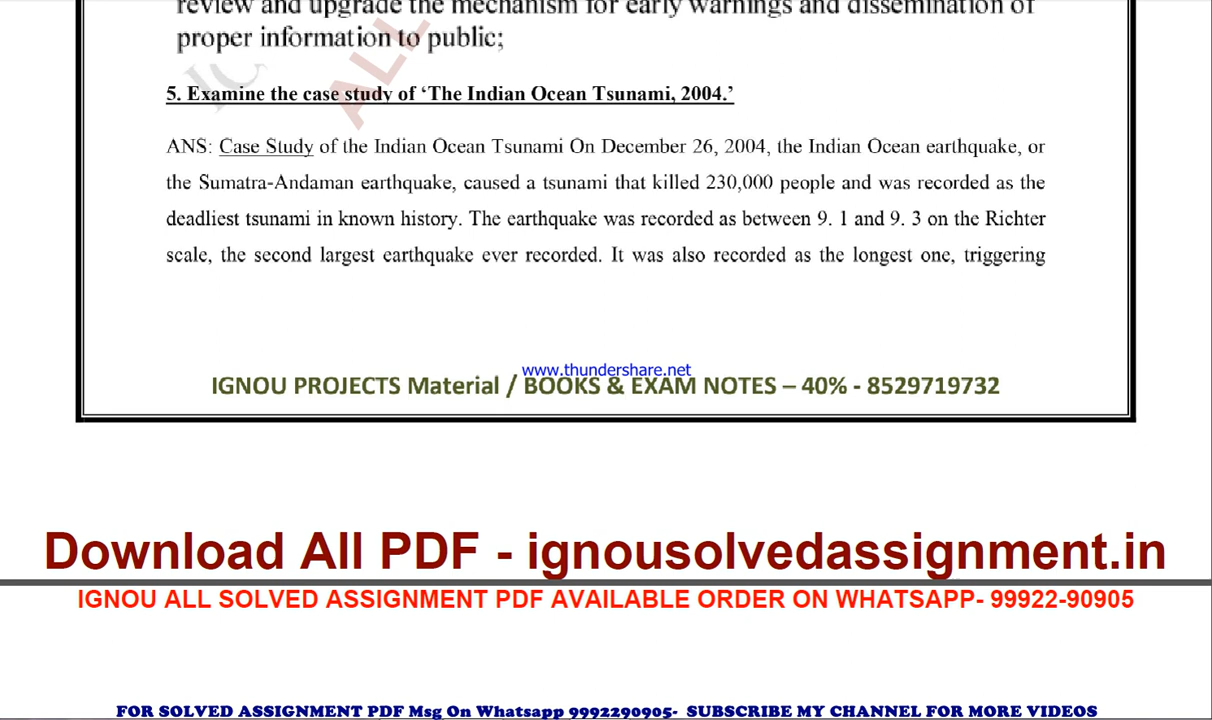 review and upgrade the mechanism for early warnings and dissemination of
proper information to public;
IG
ALL
5. Examine the case study of ‘The Indian Ocean Tsunami, 2004.’
ANS: Case Study of the Indian Ocean Tsunami On December 26, 2004, the Indian Ocean earthquake, or
the Sumatra-Andaman earthquake, caused a tsunami that killed 230,000 people and was recorded as the
deadliest tsunami in known history. The earthquake was recorded as between 9. 1 and 9. 3 on the Richter
scale, the second largest earthquake ever recorded. It was also recorded as the longest one, triggering
www.thundershare.net
IGNOU PROJECTS Material / BOOKS & EXAM NOTES – 40% - 8529719732
Download All PDF - ignousolvedassignment.in
IGNOU ALL SOLVED ASSIGNMENT PDF AVAILABLE ORDER ON WHATSAPP- 99922-90905
FOR SOLVED ASSIGNMENT PDF Msg On Whatsapp 9992290905- SUBSCRIBE MY CHANNEL FOR MORE VIDEOS